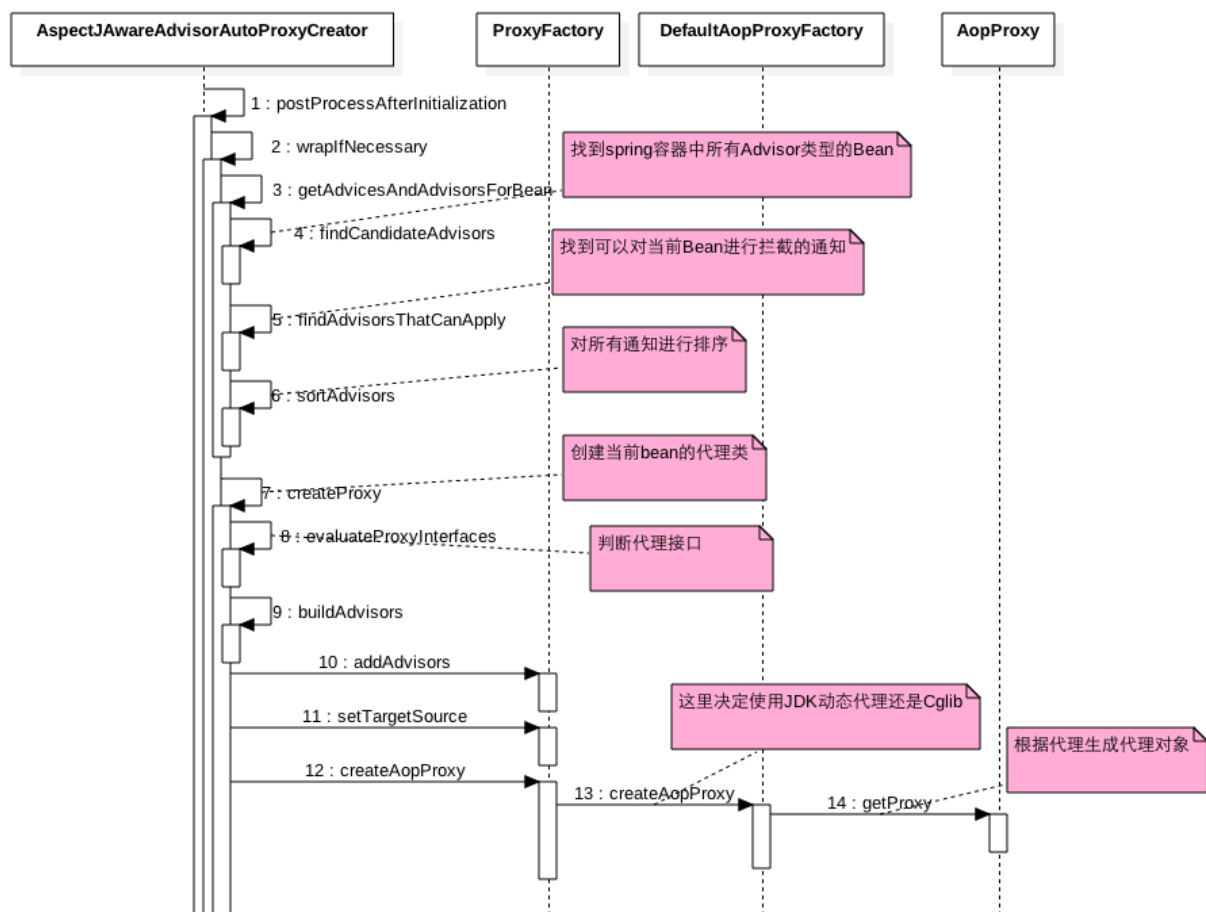 AspectJAwareAdvisorAutoProxyCreator
ProxyFactory
DefaultAopProxyFactory
AopProxy
1 : postProcessAfterInitialization
2 : wrapIfNecessary
找到spring容器中所有Advisor类型的Bean
3 : getAdvicesAndAdvisorsForBean
4 : findCandidateAdvisors
找到可以对当前Bean进行拦截的通知
5 : findAdvisorsThatCanApply
对所有通知进行排序
6 : sortAdvisors
创建当前bean的代理类
7 : createProxy
8 : evaluateProxyInterfaces
判断代理接口
9 : buildAdvisors
10 : addAdvisors
这里决定使用JDK动态代理还是Cglib
11 : setTargetSource
根据代理生成代理对象
12 : createAopProxy
13 : createAopProxy
14 : getProxy